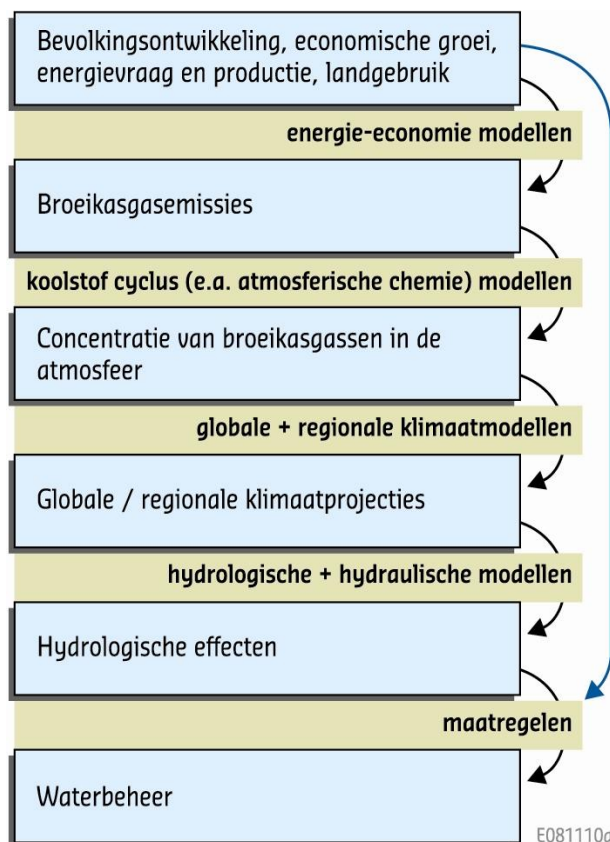 Bevolkingsontwikkeling, economische groei,
energievraag en productie, landgebruik
energie-economie modellen
Broeikasgasemissies
koolstof cyclus (e.a. atmosferische chemie) modellen
Concentratie van broeikasgassen in de
atmosfeer
globale + regionale klimaatmodellen
Globale / regionale klimaatprojecties
hydrologische + hydraulische modellen
Hydrologische effecten
maatregelen
Waterbeheer
E081110a